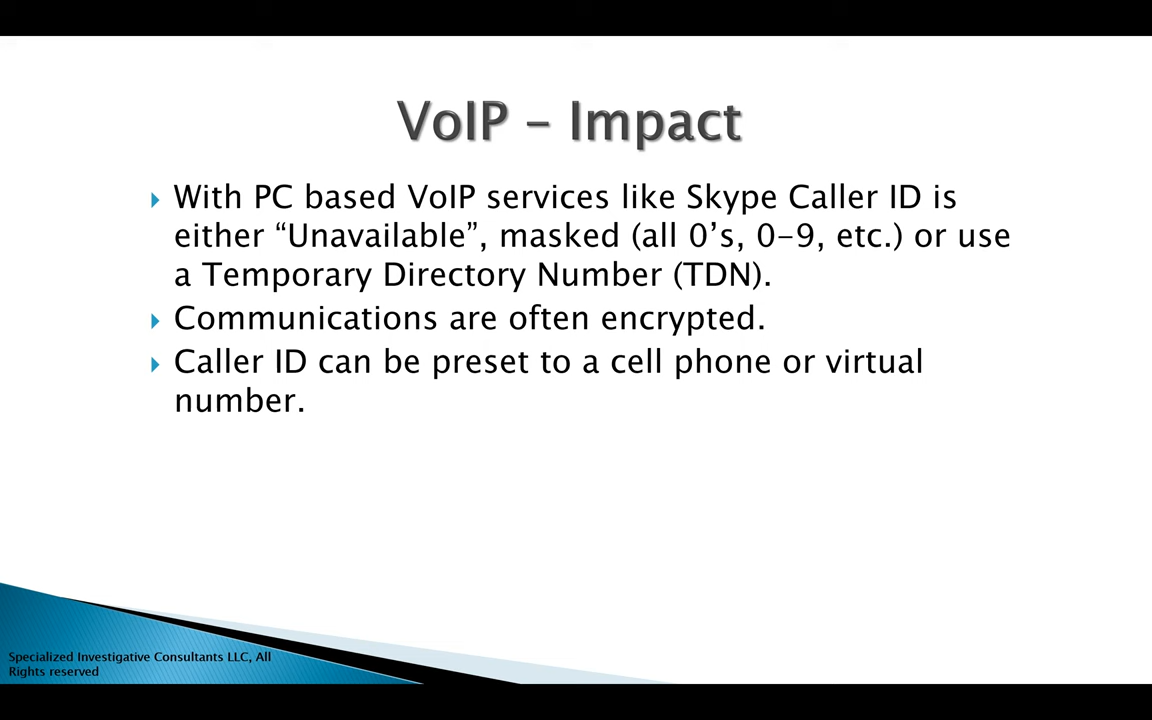 VoIP – Impact
With PC based VoIP services like Skype Caller ID is
either “Unavailable”, masked (all 0’s, 0-9, etc.) or use
a Temporary Directory Number (TDN).
Communications are often encrypted.
Caller ID can be preset to a cell phone or virtual
number.
Specialized Investigative Consultants LLC, All
Rights reserved